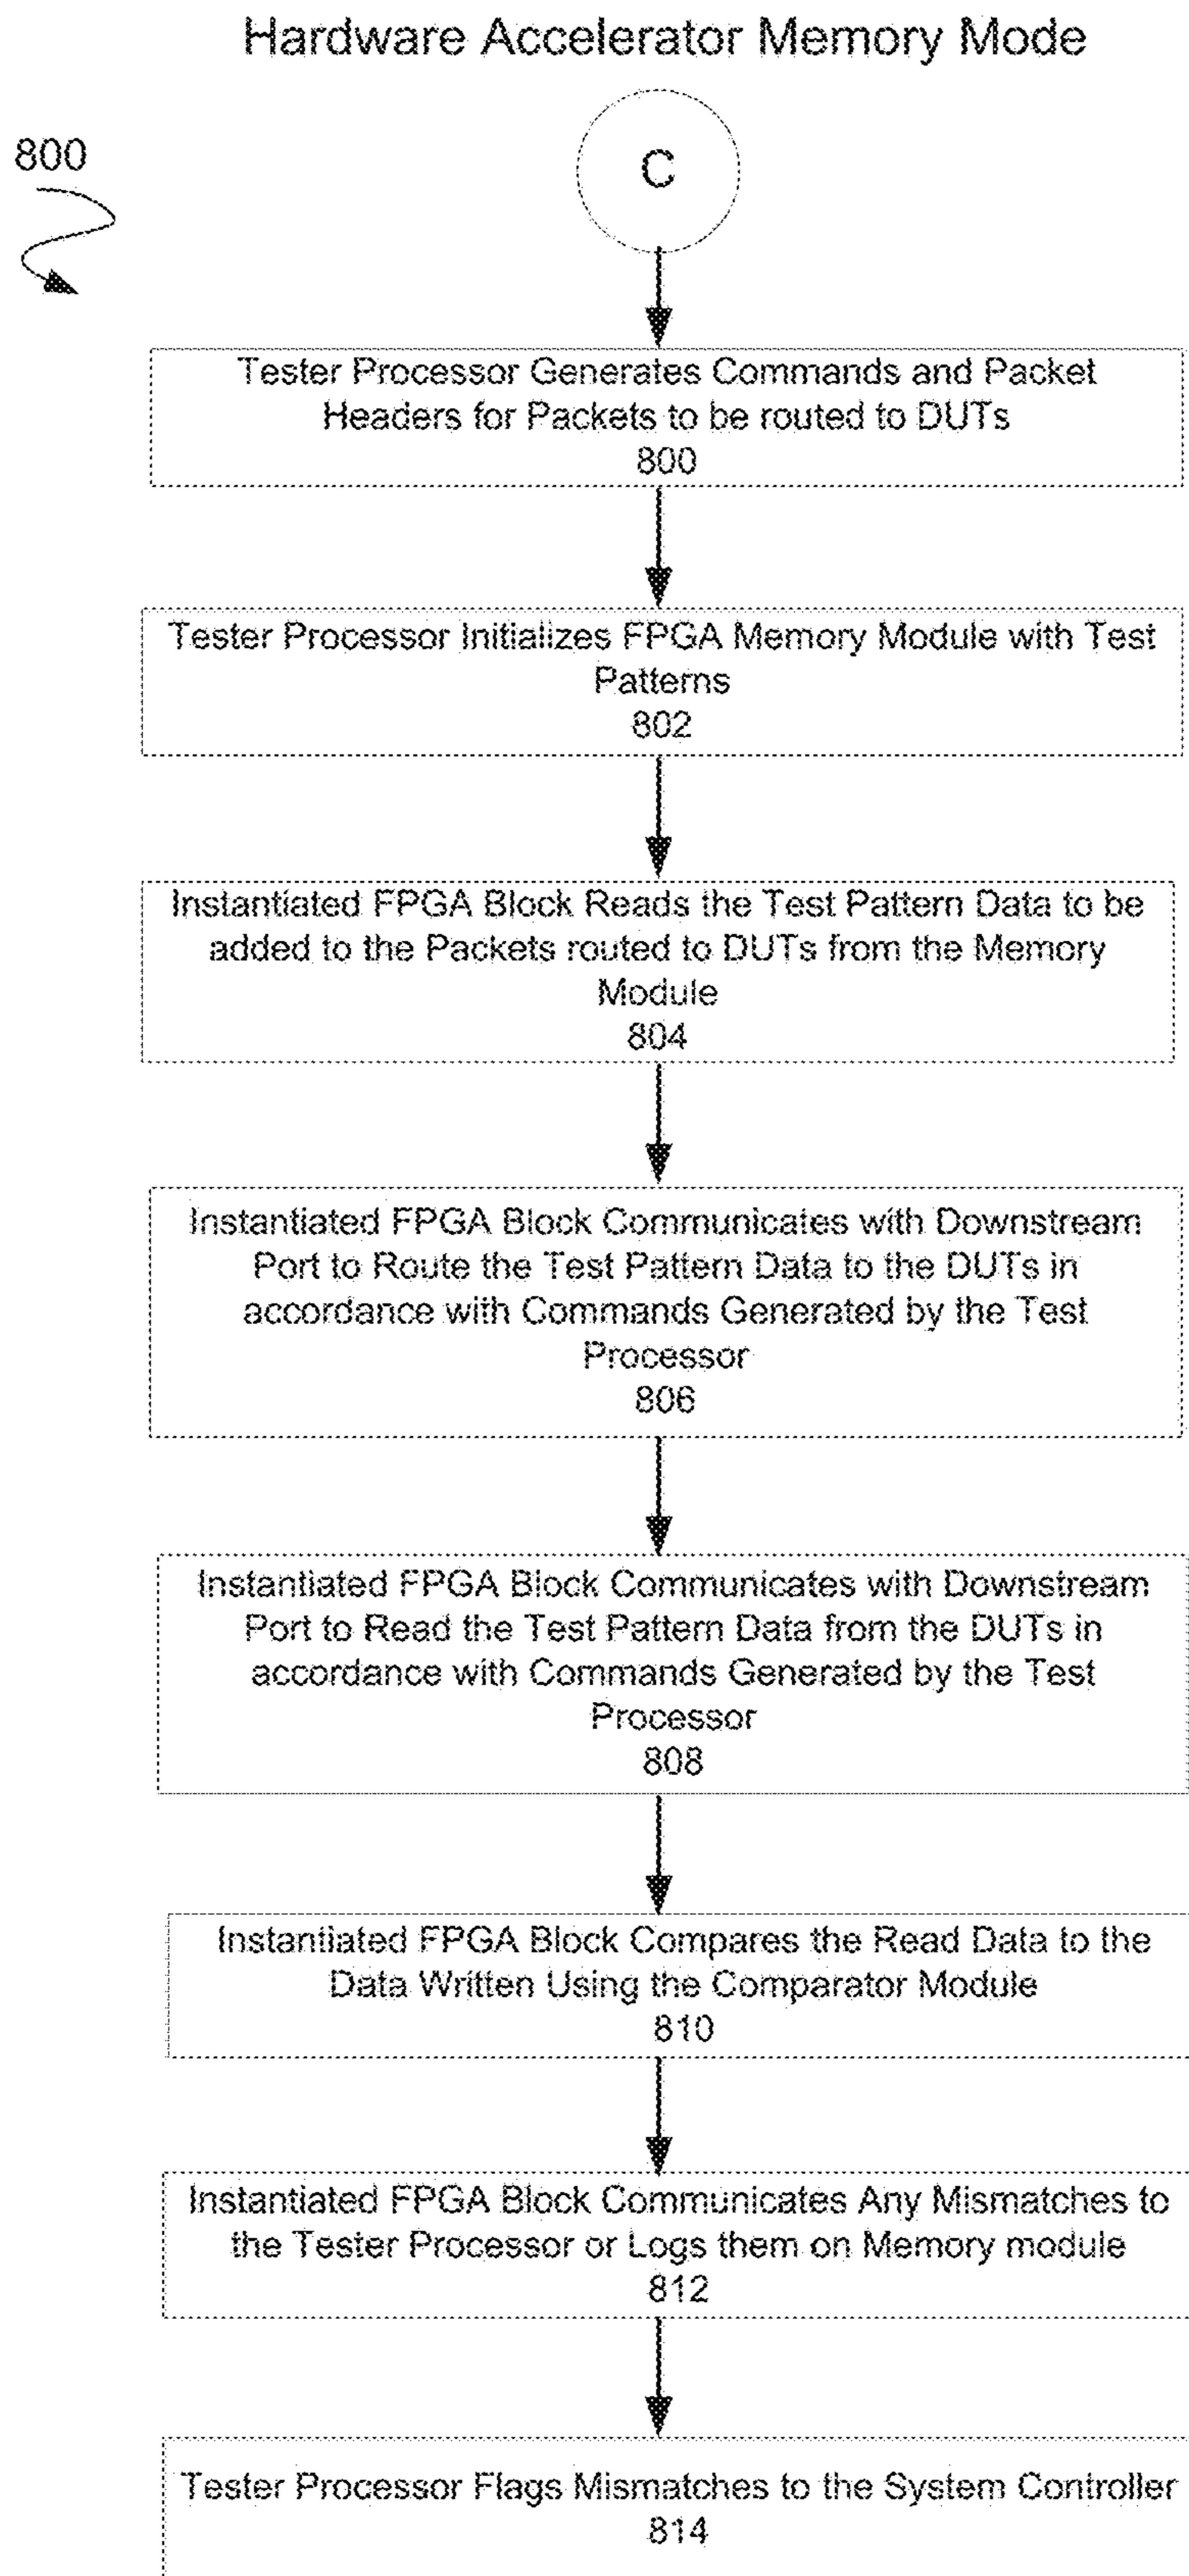 Hardware Accelerator Memory Mode
800
C
Tester Processor Generates Commands and Packet
Headers for Packets to be routed to DUTs
800
Tester Processor Initializes FPGA Memory Module with Test
Patterns
802
Instantiated FPGA Block Reads the Test Pattern Data to be
added to the Packets routed to DUTs from the Memory
Module
804
Instantiated FPGA Block Communicates with Downstream
Port to Route the Test Pattern Data to the DUTs in
accordance with Commands Generated by the Test
Processor
806
Instantiated FPGA Block Communicates with Downstream
Port to Read the Test Pattern Data from the DUTs in
accordance with Commands Generated by the Test
Processor
808
Instantiated FPGA Block Compares the Read Data to the
Data Written Using the Comparator Module
810
Instantiated FPGA Block Communicates Any Mismatches to
the Tester Processor or Logs them on Memory module
812
Tester Processor Flags Mismatches to the System Controller
814